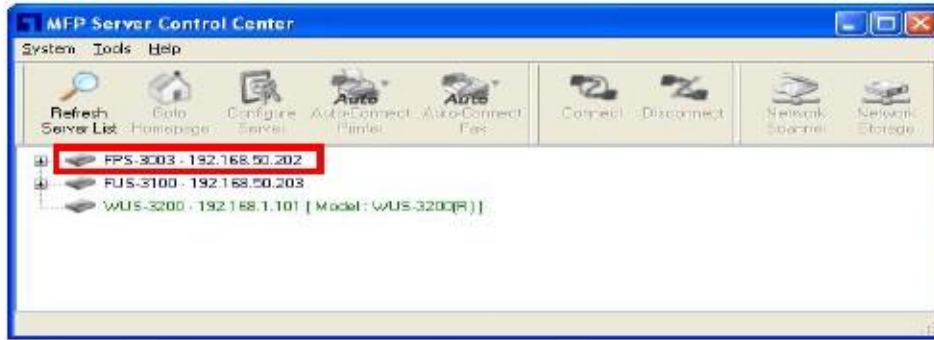 MFP Server Control Center
System Tools Help
Refresh Server List
Goto Homepage
Configure Server
Auto Auto-Connect Printer
Auto Auto-Connect Fax
Connect
Disconnect
Network Scanner
Network Storage
FPS-3003 - 192.168.50.202
FUS-3100 - 192.168.50.203
WUS-3200 - 192.168.1.101 [ Model : WUS-3200(R) ]